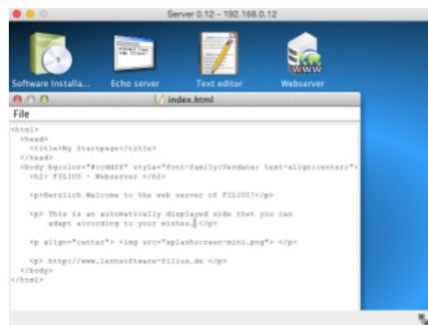 Server 0.12 - 192.168.0.12
Software Installa... Echo server Text editor Webserver
index.html
File
<html>
<head>
<title>My Startpage</title>
</head>
<body bgcolor="#ccddff" style="font-family:Verdana; text-align:center;">
<h2> FILIUS - Webserver </h2>
<p>Herzlich Welcome to the web server of FILIUS!</p>
<p> This is an automatically displayed side that you can
adapt according to your wishes. </p>
<p align="center"> <img src="splashscreen-mini.png"> </p>
<p> http://www.lernsoftware-filius.de </p>
</body>
</html>